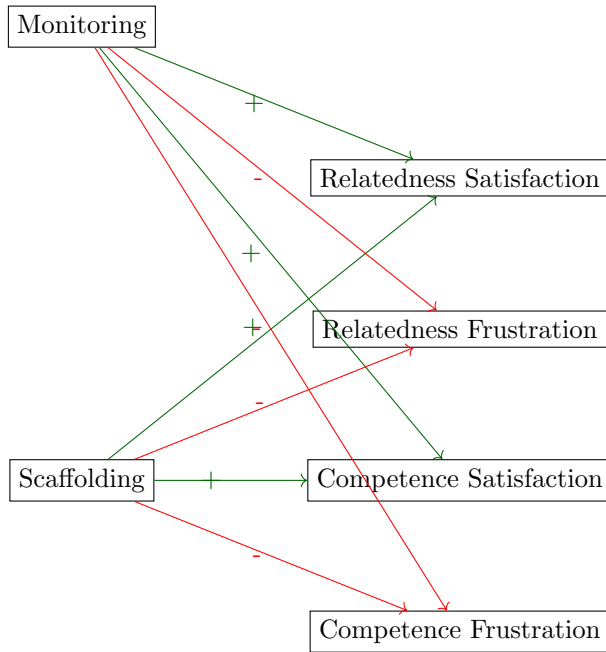 Monitoring
+
-
Relatedness Satisfaction
+
+
-
Relatedness Frustration
-
Scaffolding
+
Competence Satisfaction
-
Competence Frustration